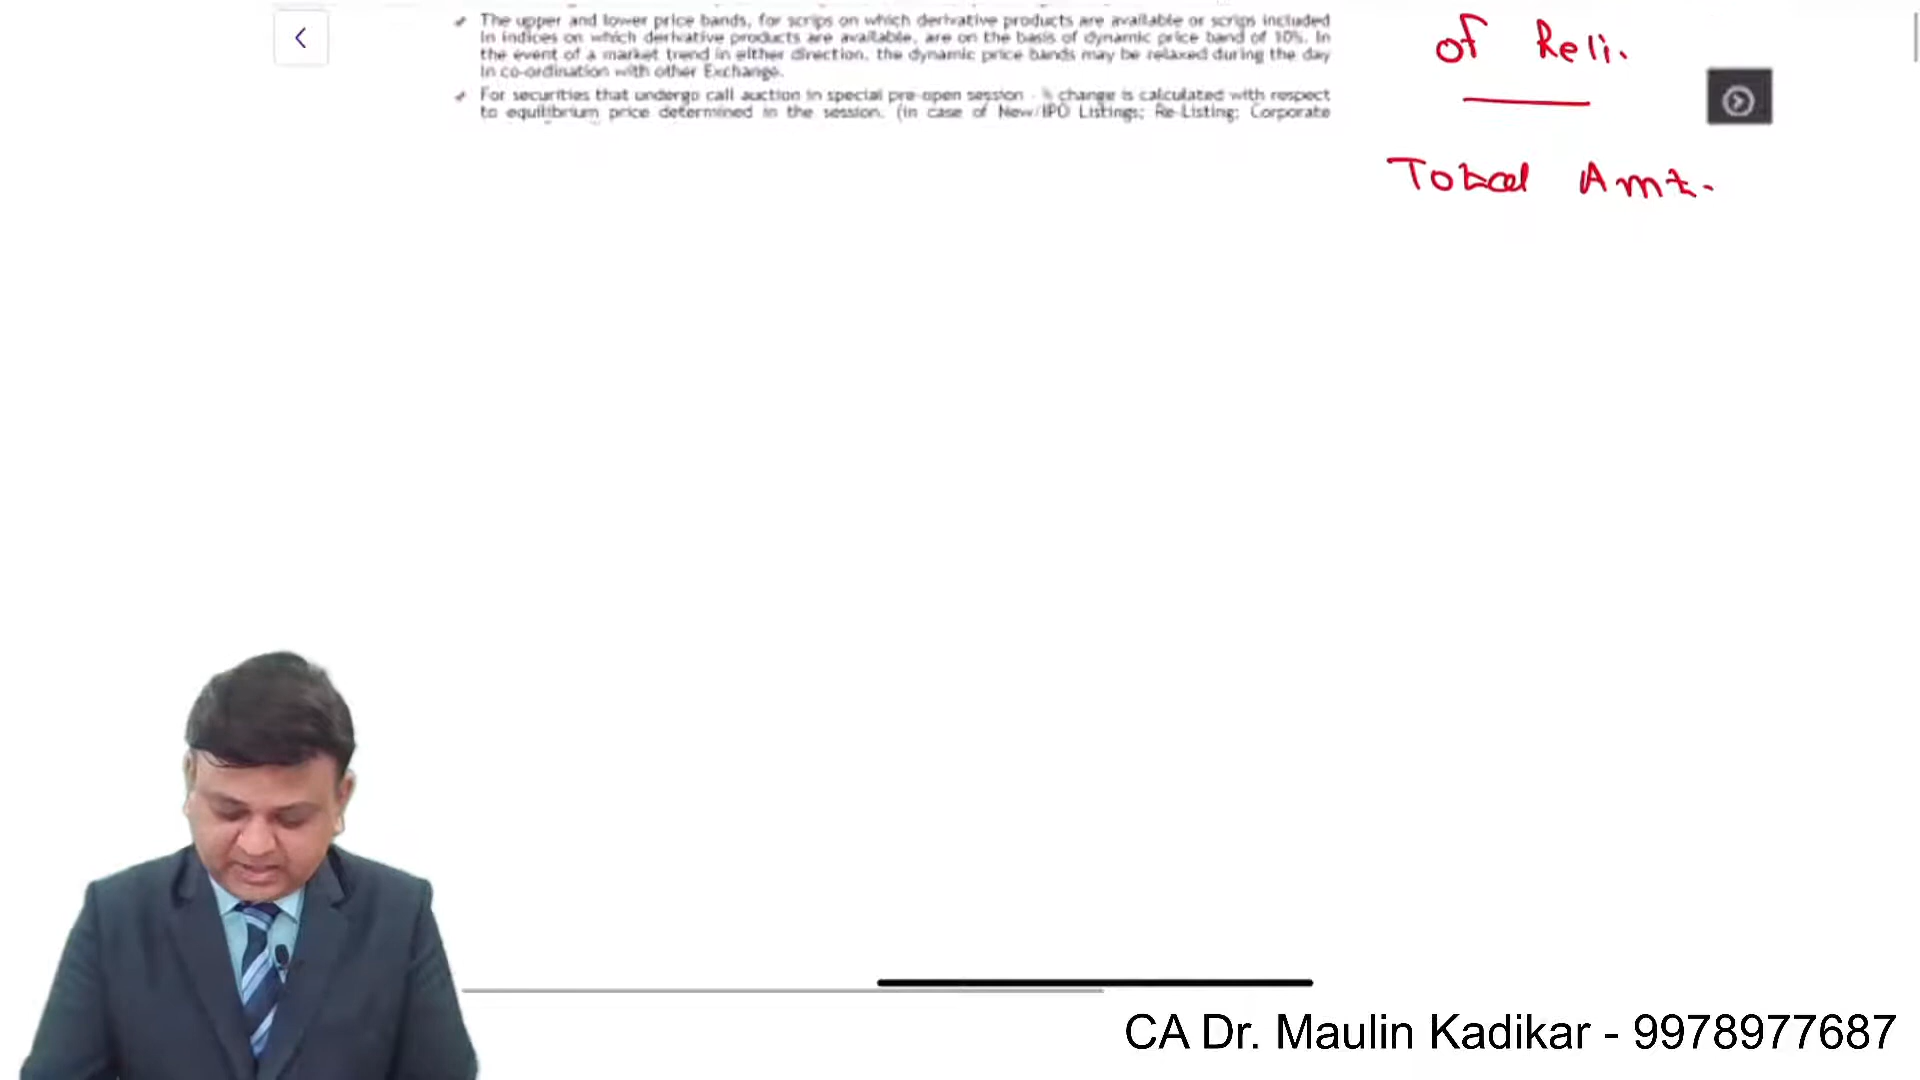 The upper and lower price bands, for scrips on which derivative products are available or scrips included
in indices on which derivative products are available, are on the basis of dynamic price band of 10%. In
the event of a market trend in either direction, the dynamic price bands may be relaxed during the day
in co-ordination with other Exchange.
For securities that undergo call auction in special pre-open session - % change is calculated with respect
to equilibrium price determined in the session. (in case of New/IPO Listings; Re-Listing; Corporate
of Reli.
Total Amt.
CA Dr. Maulin Kadikar - 9978977687